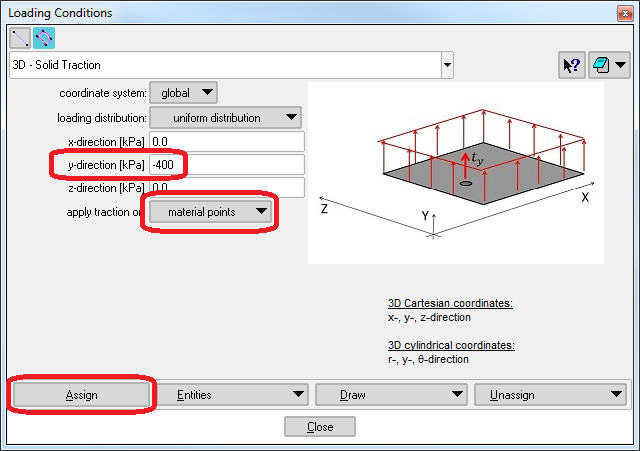 Loading Conditions
3D - Solid Traction
?
coordinate system: global
loading distribution: uniform distribution
x-direction [kPa] 0.0
y-direction [kPa] -400
z-direction [kPa] 0.0
apply traction on material points
t_y
Z
Y
X
3D Cartesian coordinates:
x-, y-, z-direction
3D cylindrical coordinates:
r-, y-, θ-direction
Assign Entities Draw Unassign
Close